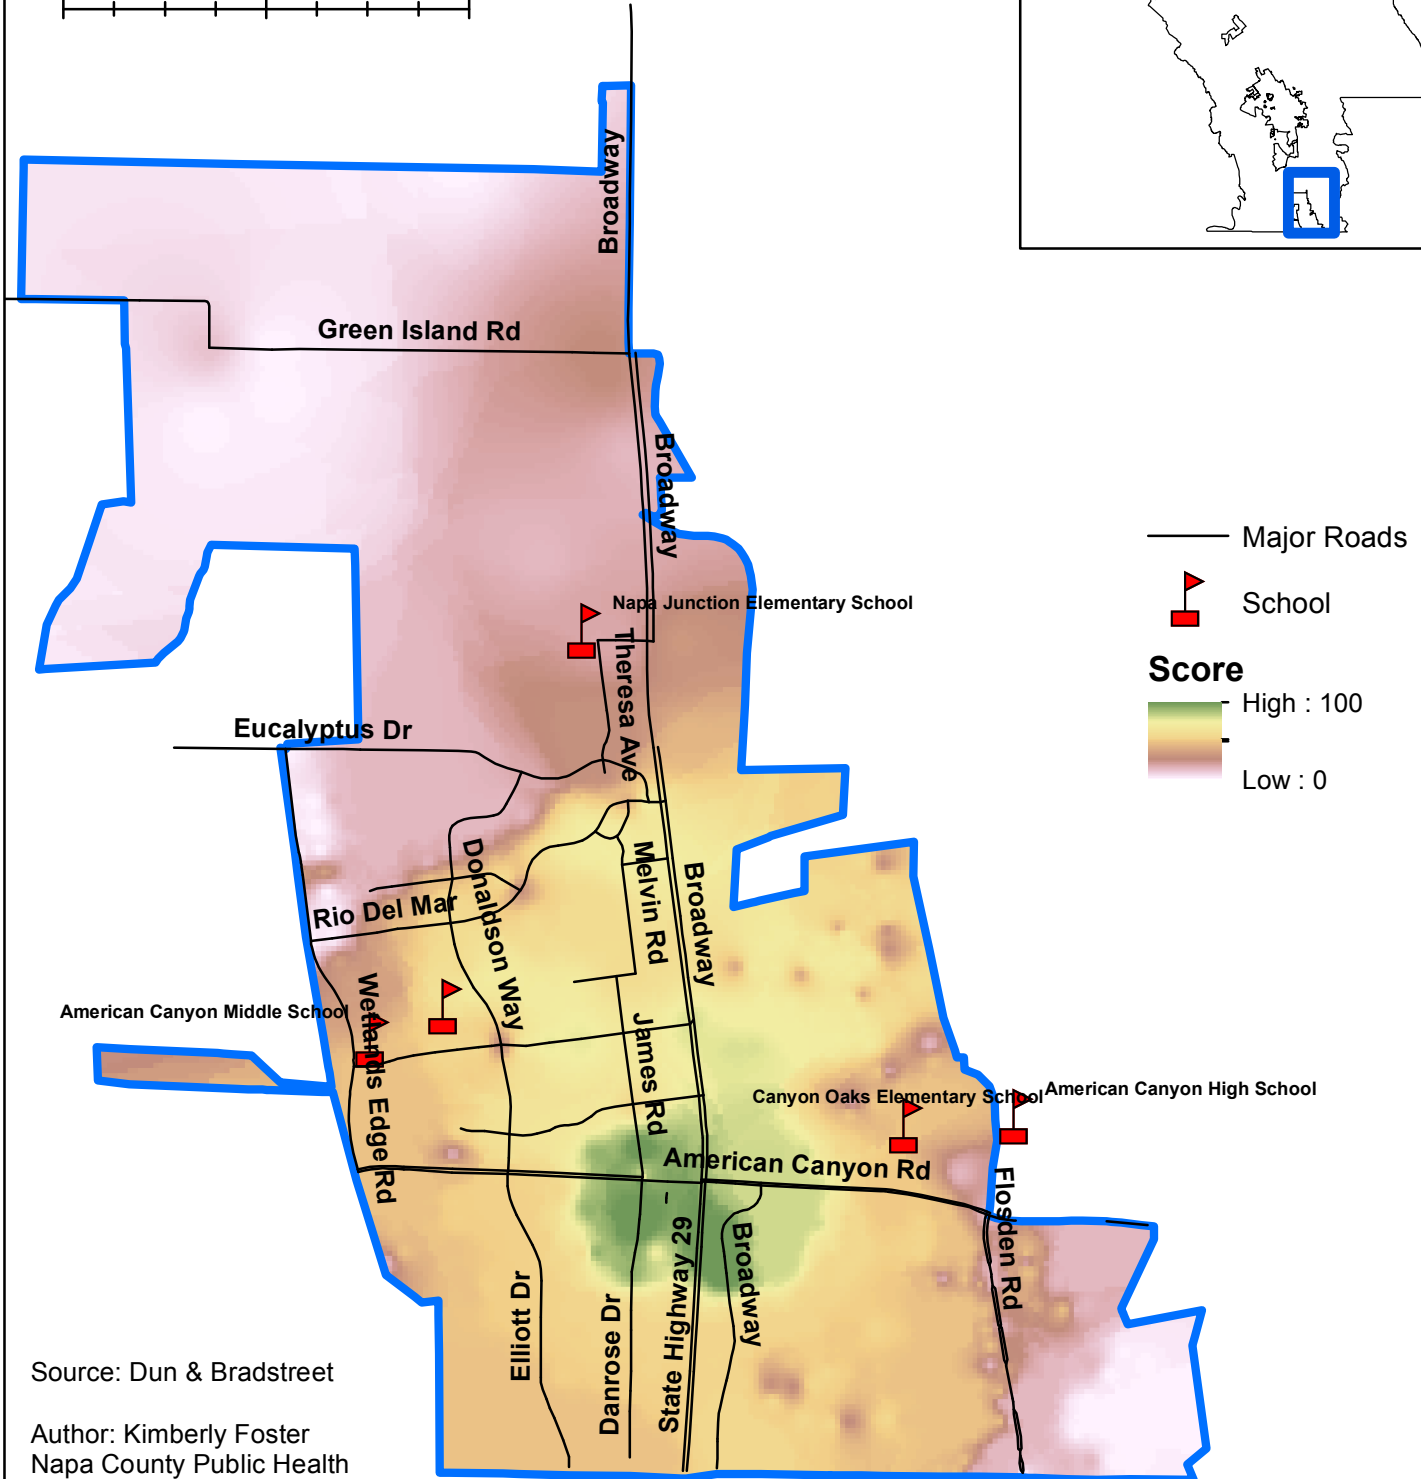 Broadway
Green Island Rd
Broadway
Major Roads
School
Napa Junction Elementary School
Theresa Ave
Score
High : 100
Low : 0
Eucalyptus Dr
Donaldson Way
Melvin Rd
Broadway
Rio Del Mar
American Canyon Middle School
Wetlands Edge Rd
James Rd
Canyon Oaks Elementary School
American Canyon High School
American Canyon Rd
Flosden Rd
State Highway 29
Broadway
Elliott Dr
Danrose Dr
Source: Dun & Bradstreet
Author: Kimberly Foster
Napa County Public Health